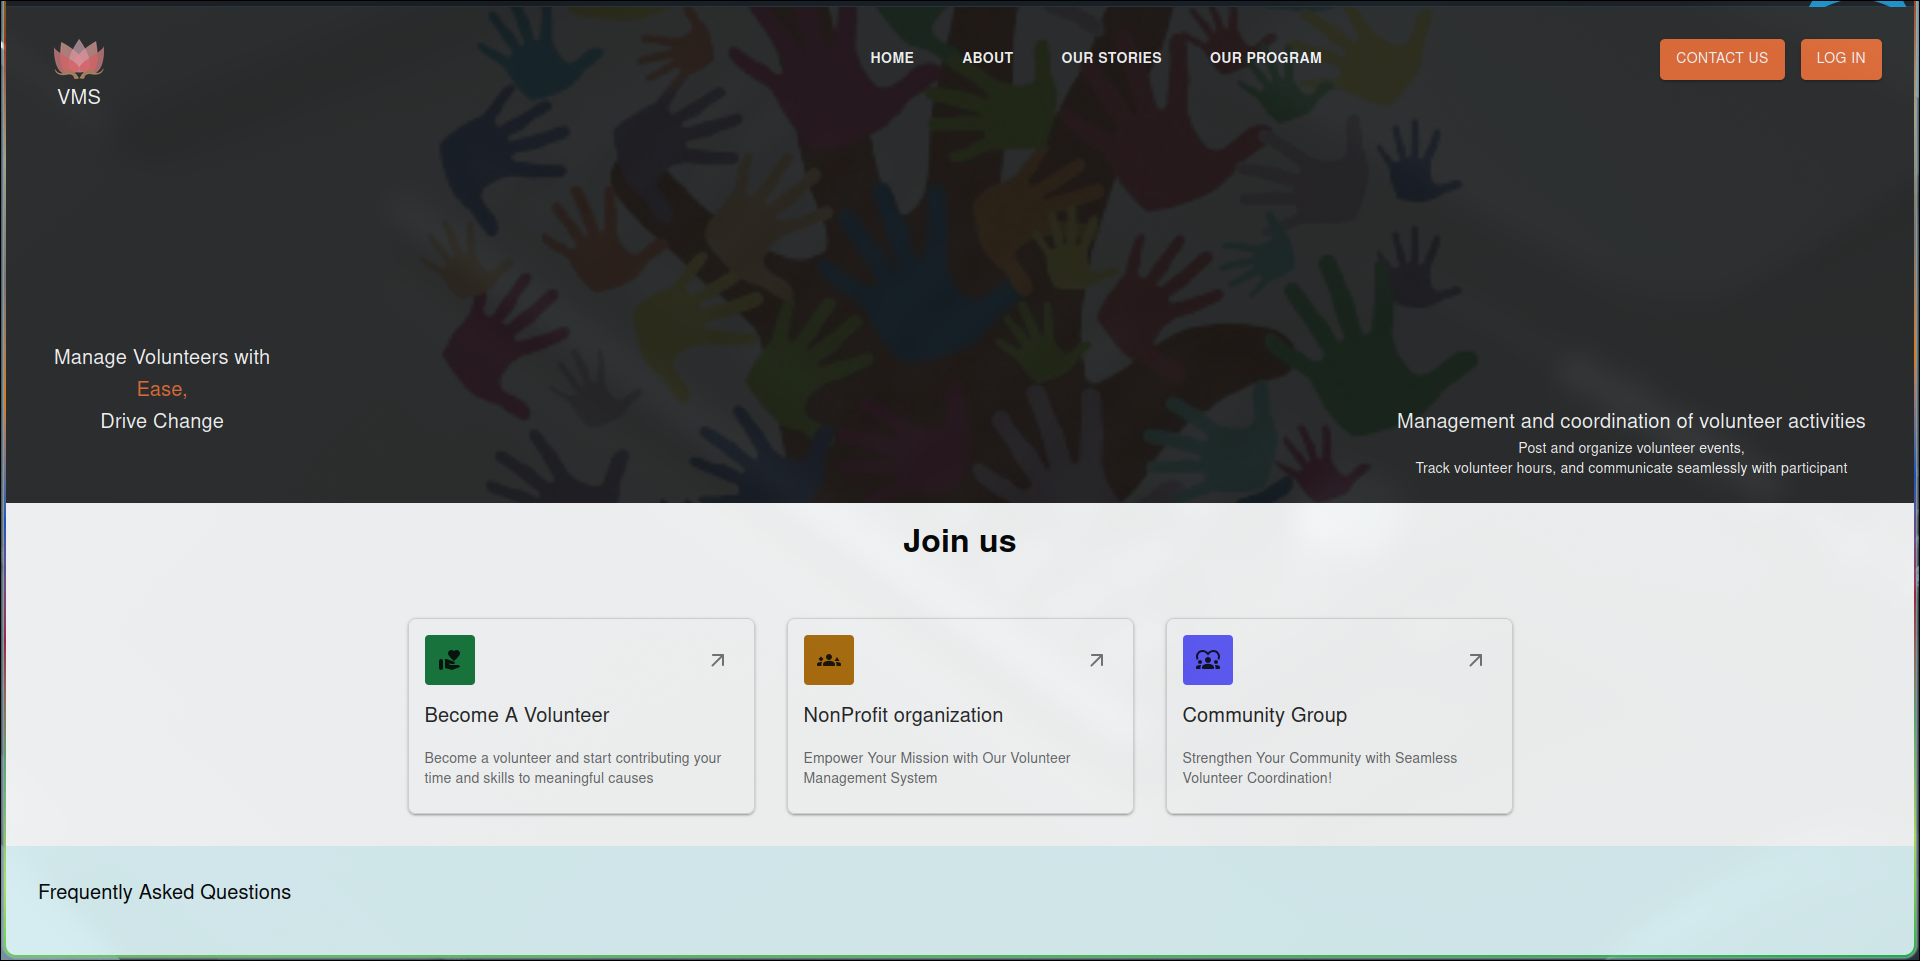 VMS
HOME
ABOUT
OUR STORIES
OUR PROGRAM
CONTACT US
LOG IN
Manage Volunteers with
Ease,
Drive Change
Management and coordination of volunteer activities
Post and organize volunteer events,
Track volunteer hours, and communicate seamlessly with participant
Join us
Become A Volunteer
Become a volunteer and start contributing your
time and skills to meaningful causes
NonProfit organization
Empower Your Mission with Our Volunteer
Management System
Community Group
Strengthen Your Community with Seamless
Volunteer Coordination!
Frequently Asked Questions